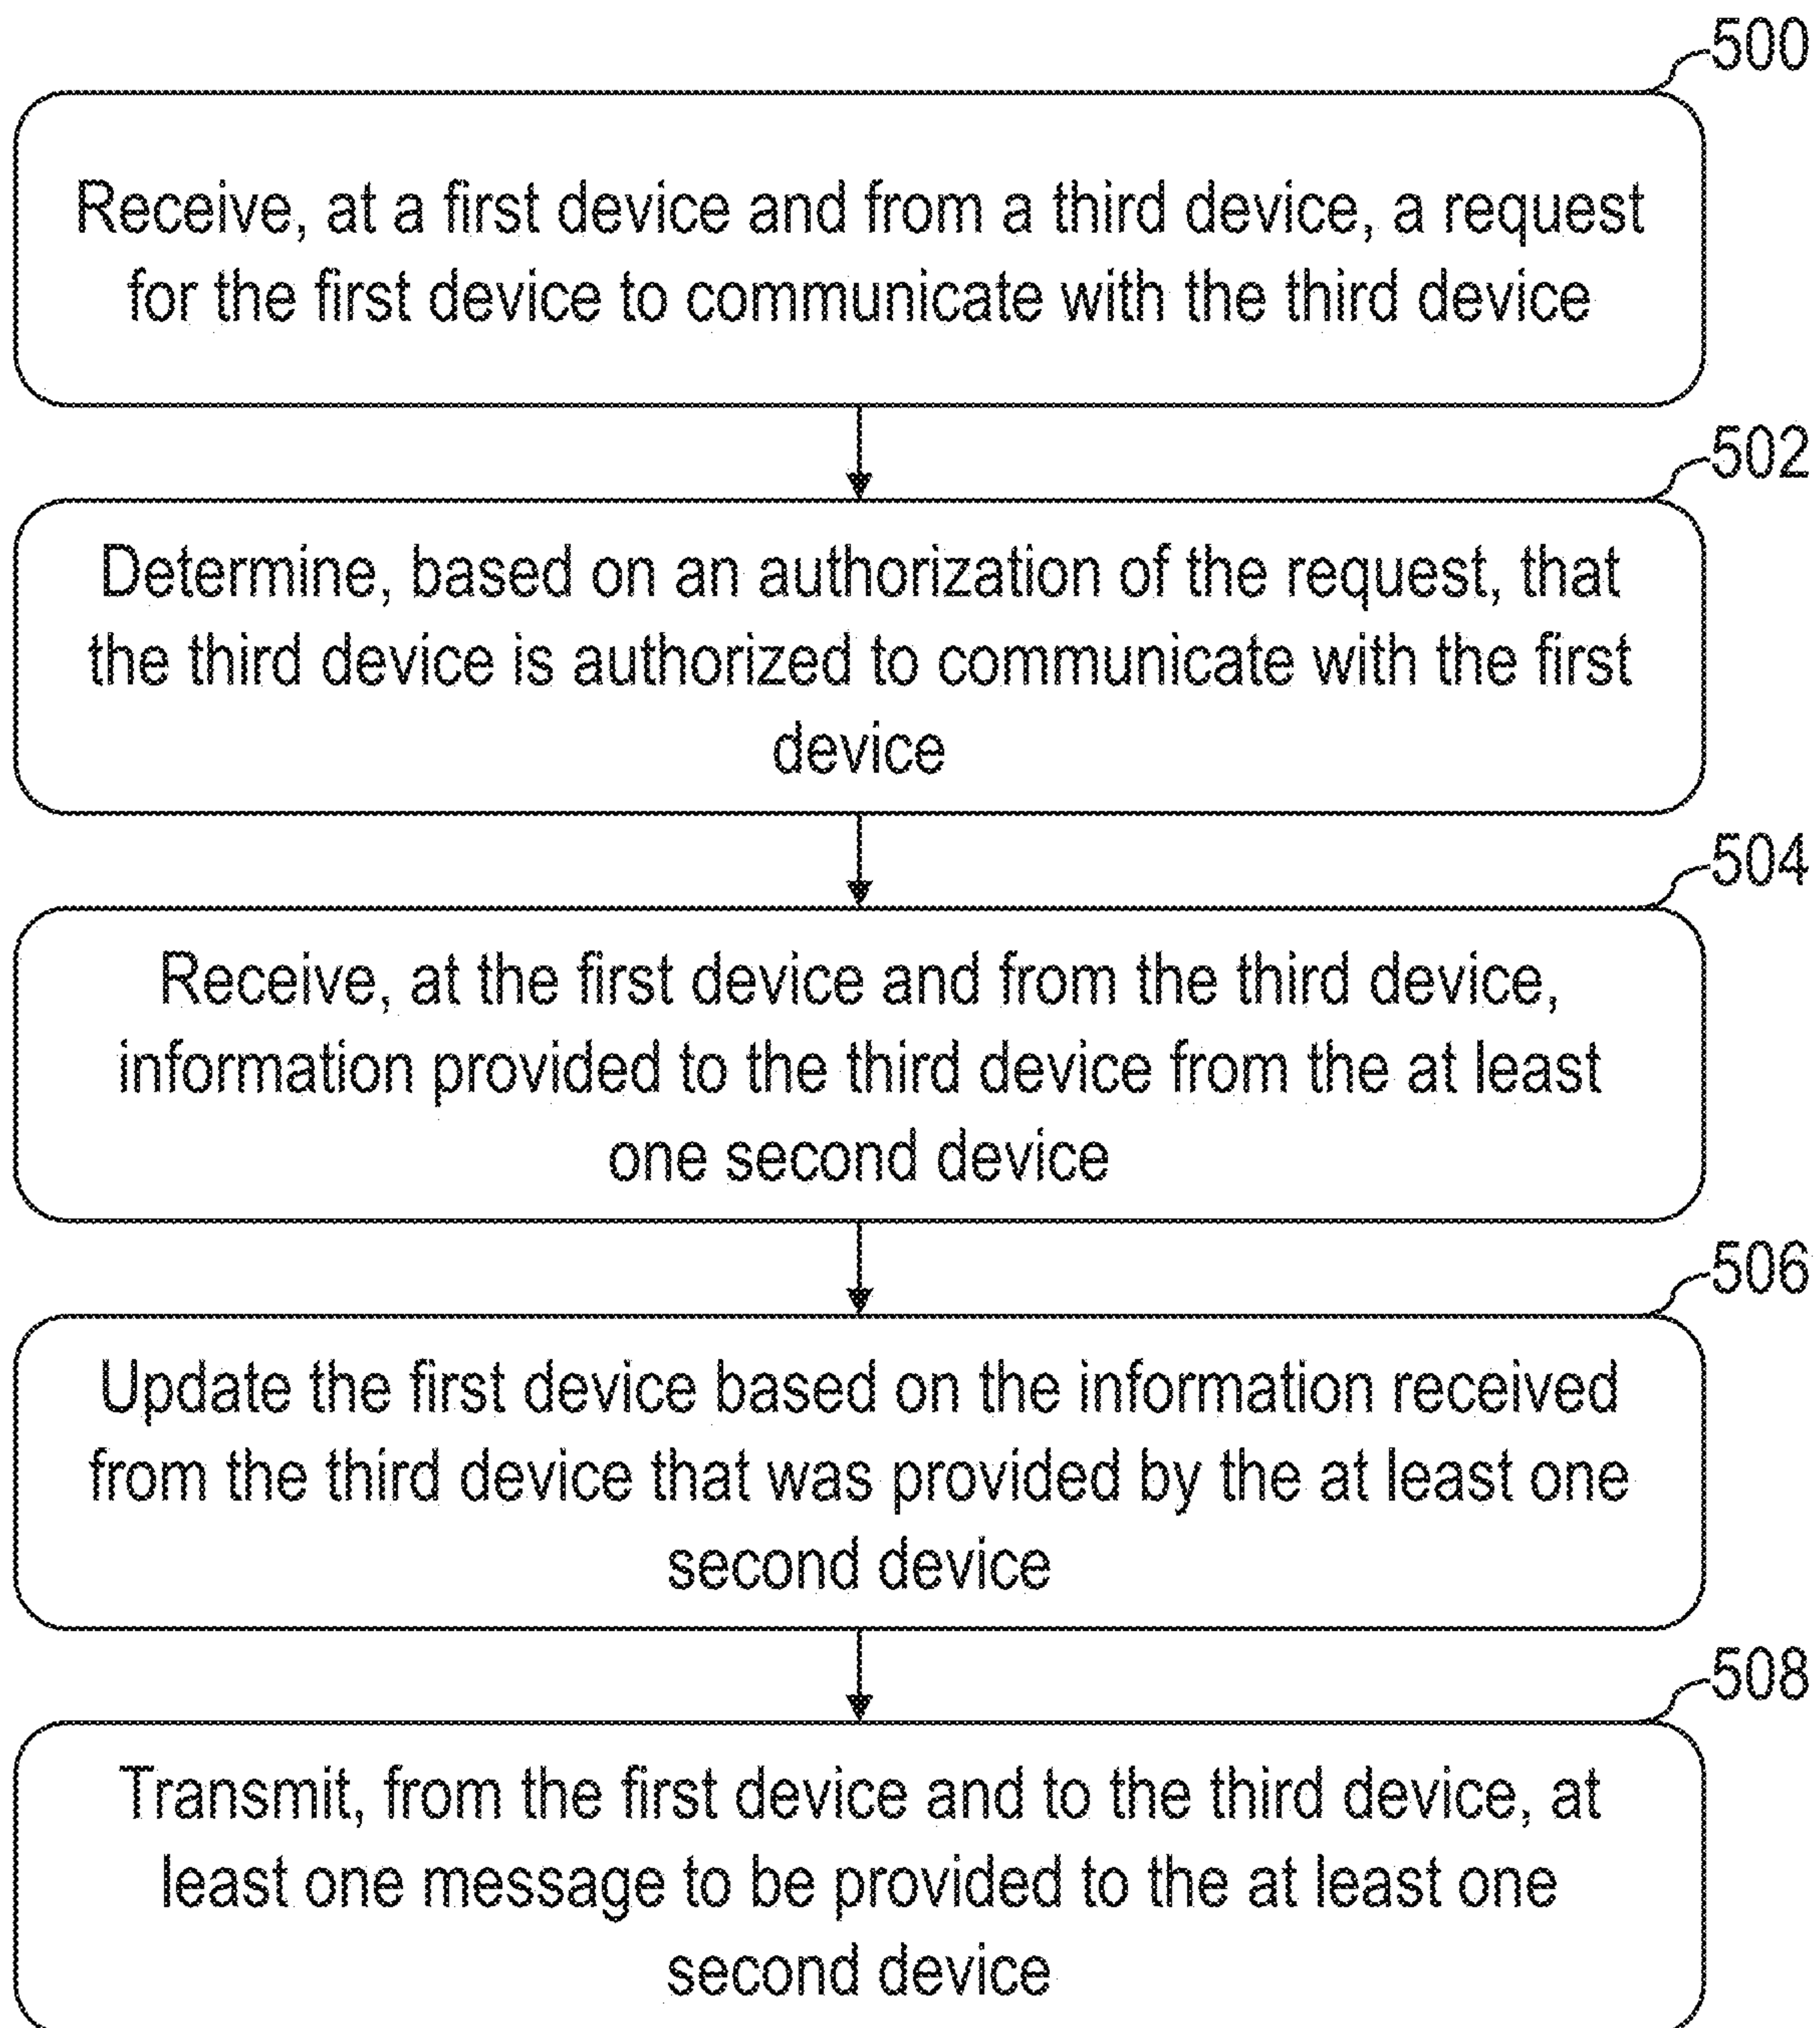 500
Receive, at a first device and from a third device, a request
for the first device to communicate with the third device
502
Determine, based on an authorization of the request, that
the third device is authorized to communicate with the first
device
504
Receive, at the first device and from the third device,
information provided to the third device from the at least
one second device
506
Update the first device based on the information received
from the third device that was provided by the at least one
second device
508
Transmit, from the first device and to the third device, at
least one message to be provided to the at least one
second device